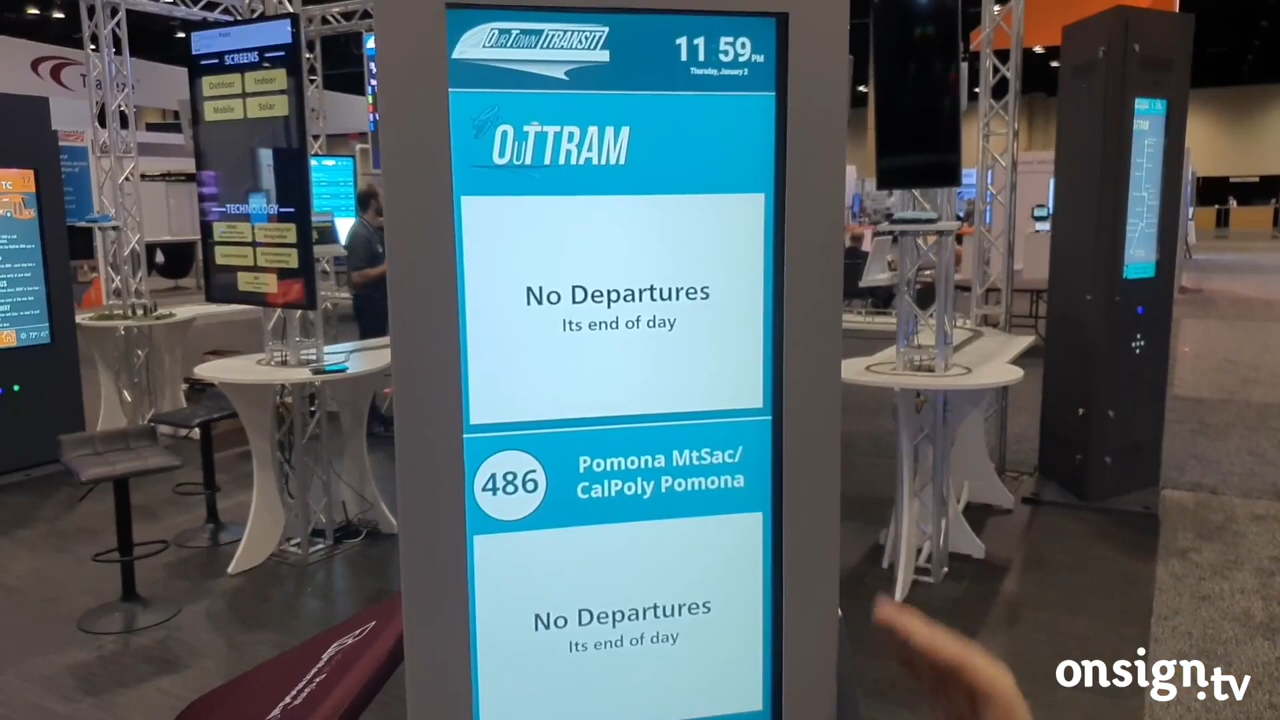 OurTown TRANSIT
11 59 PM
Thursday, January 2
OuTTRAM
No Departures
Its end of day
486
Pomona MtSac/
CalPoly Pomona
No Departures
Its end of day
SCREENS
Outdoor
Indoor
Mobile
Solar
TECHNOLOGY
TC
onsign.tv